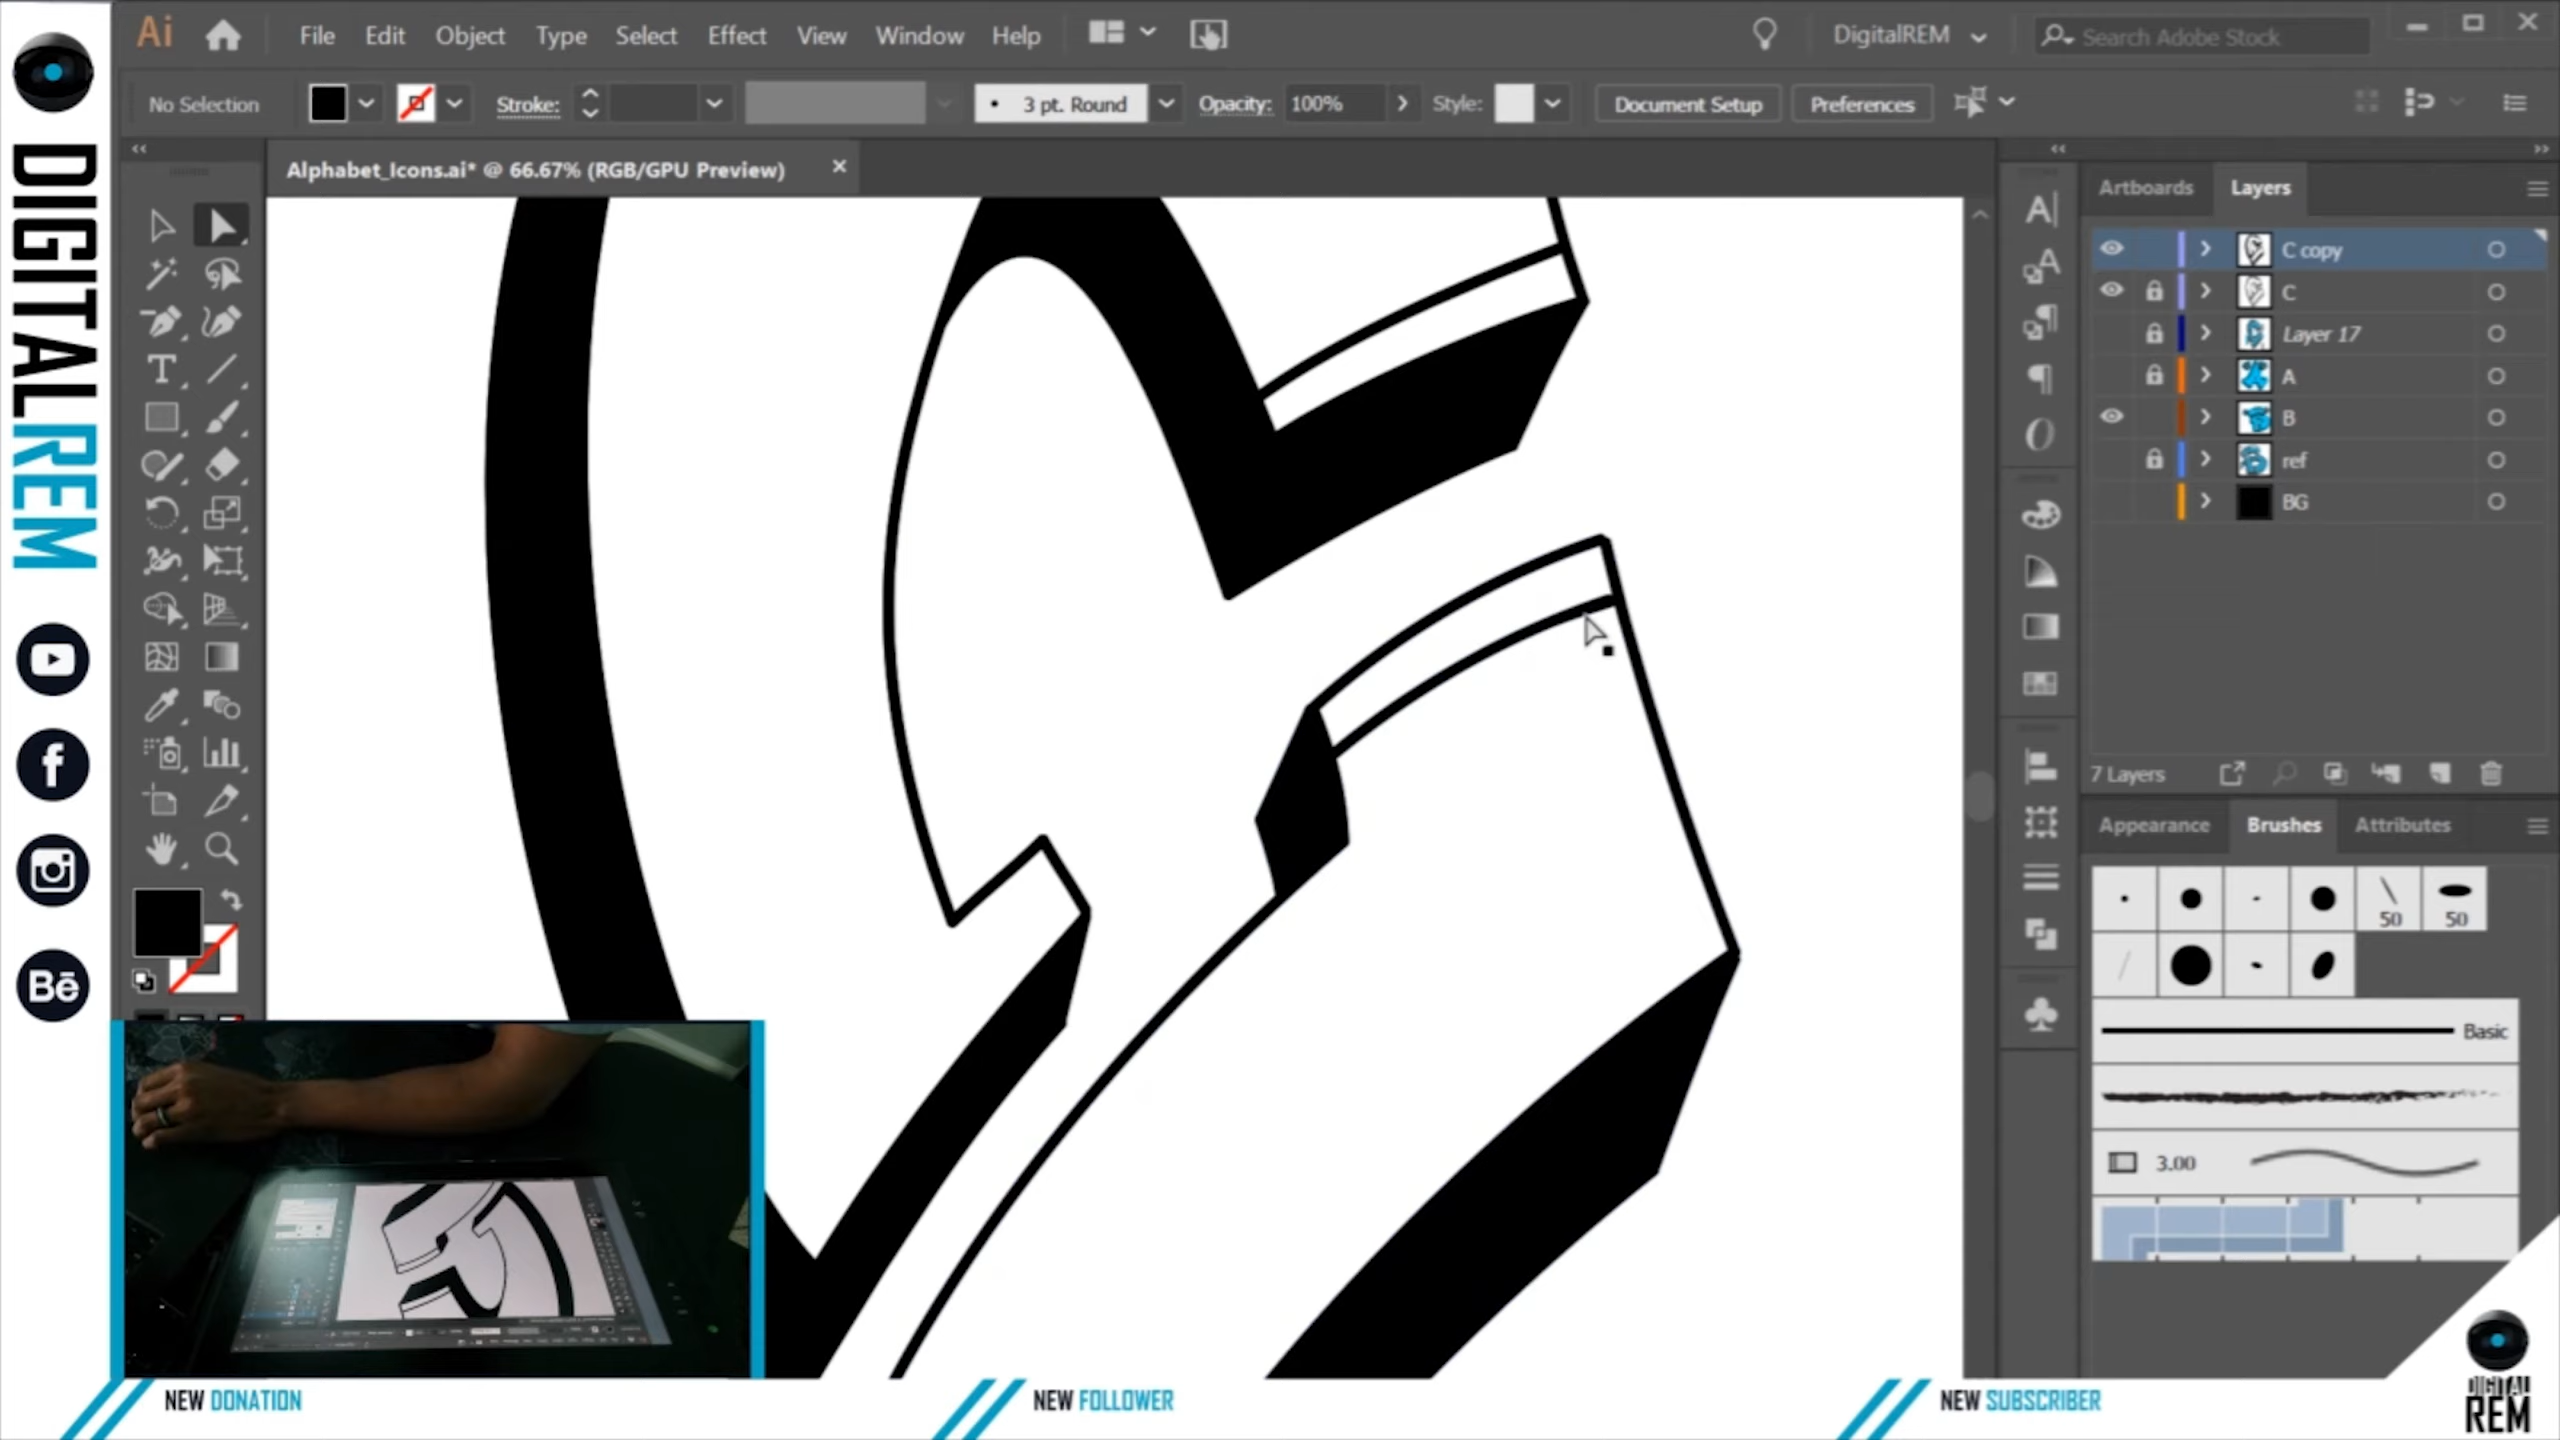 Ai File Edit Object Type Select Effect View Window Help DigitalREM Search Adobe Stock
No Selection Stroke: 3 pt. Round Opacity: 100% Style: Document Setup Preferences
Alphabet_Icons.ai* @ 66.67% (RGB/GPU Preview)
DIGITALREM
Bē
Artboards Layers
C copy
C
Layer 17
A
B
ref
BG
7 Layers
Appearance Brushes Attributes
50 50
Basic
3.00
NEW DONATION
NEW FOLLOWER
NEW SUBSCRIBER
DIGITAL
REM